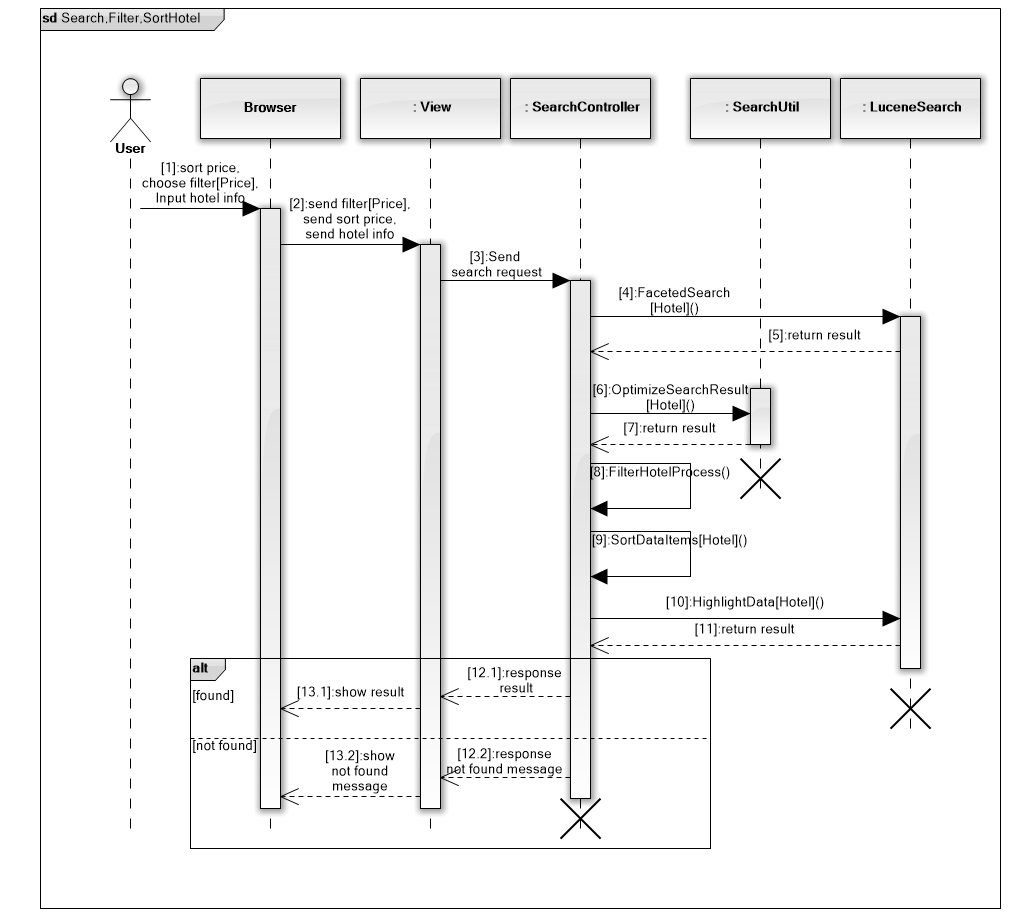 sd Search,Filter,SortHotel
User
Browser
: View
: SearchController
: SearchUtil
: LuceneSearch
[1]:sort price,
choose filter[Price],
Input hotel info
[2]:send filter[Price],
send sort price,
send hotel info
[3]:Send
search request
[4]:FacetedSearch
[Hotel]()
[5]:return result
[6]:OptimizeSearchResult
[Hotel]()
[7]:return result
[8]:FilterHotelProcess()
[9]:SortDataItems[Hotel]()
[10]:HighlightData[Hotel]()
[11]:return result
alt
[found]
[12.1]:response
result
[13.1]:show result
[not found]
[12.2]:response
not found message
[13.2]:show
not found
message